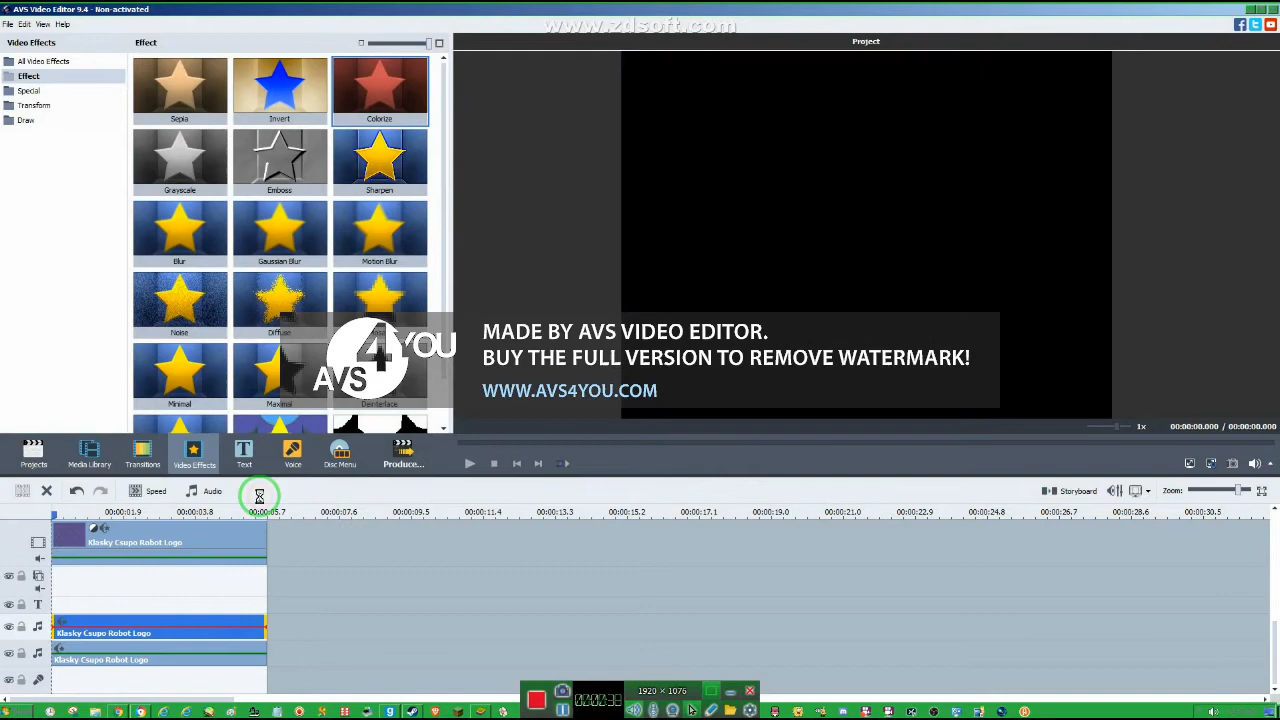 AVS Video Editor 9.4 - Non-activated
www.zdsoft.com
File Edit View Help
Video Effects
Effect
Project
All Video Effects
Effect
Special
Transform
Draw
Sepia
Invert
Colorize
Grayscale
Emboss
Sharpen
Blur
Gaussian Blur
Motion Blur
Noise
Diffuse
Minimal
Maximal
Deinterlace
AVS4YOU
MADE BY AVS VIDEO EDITOR.
BUY THE FULL VERSION TO REMOVE WATERMARK!
WWW.AVS4YOU.COM
1x
00:00:00.000 / 00:00:00.000
Projects
Media Library
Transitions
Video Effects
Text
Voice
Disc Menu
Produce...
Speed
Audio
Storyboard
Zoom:
00:00:01.9 00:00:03.8 00:00:05.7 00:00:07.6 00:00:09.5 00:00:11.4 00:00:13.3 00:00:15.2 00:00:17.1 00:00:19.0 00:00:21.0 00:00:22.9 00:00:24.8 00:00:26.7 00:00:28.6 00:00:30.5
Klasky Csupo Robot Logo
T
Klasky Csupo Robot Logo
Klasky Csupo Robot Logo
1920 × 1076